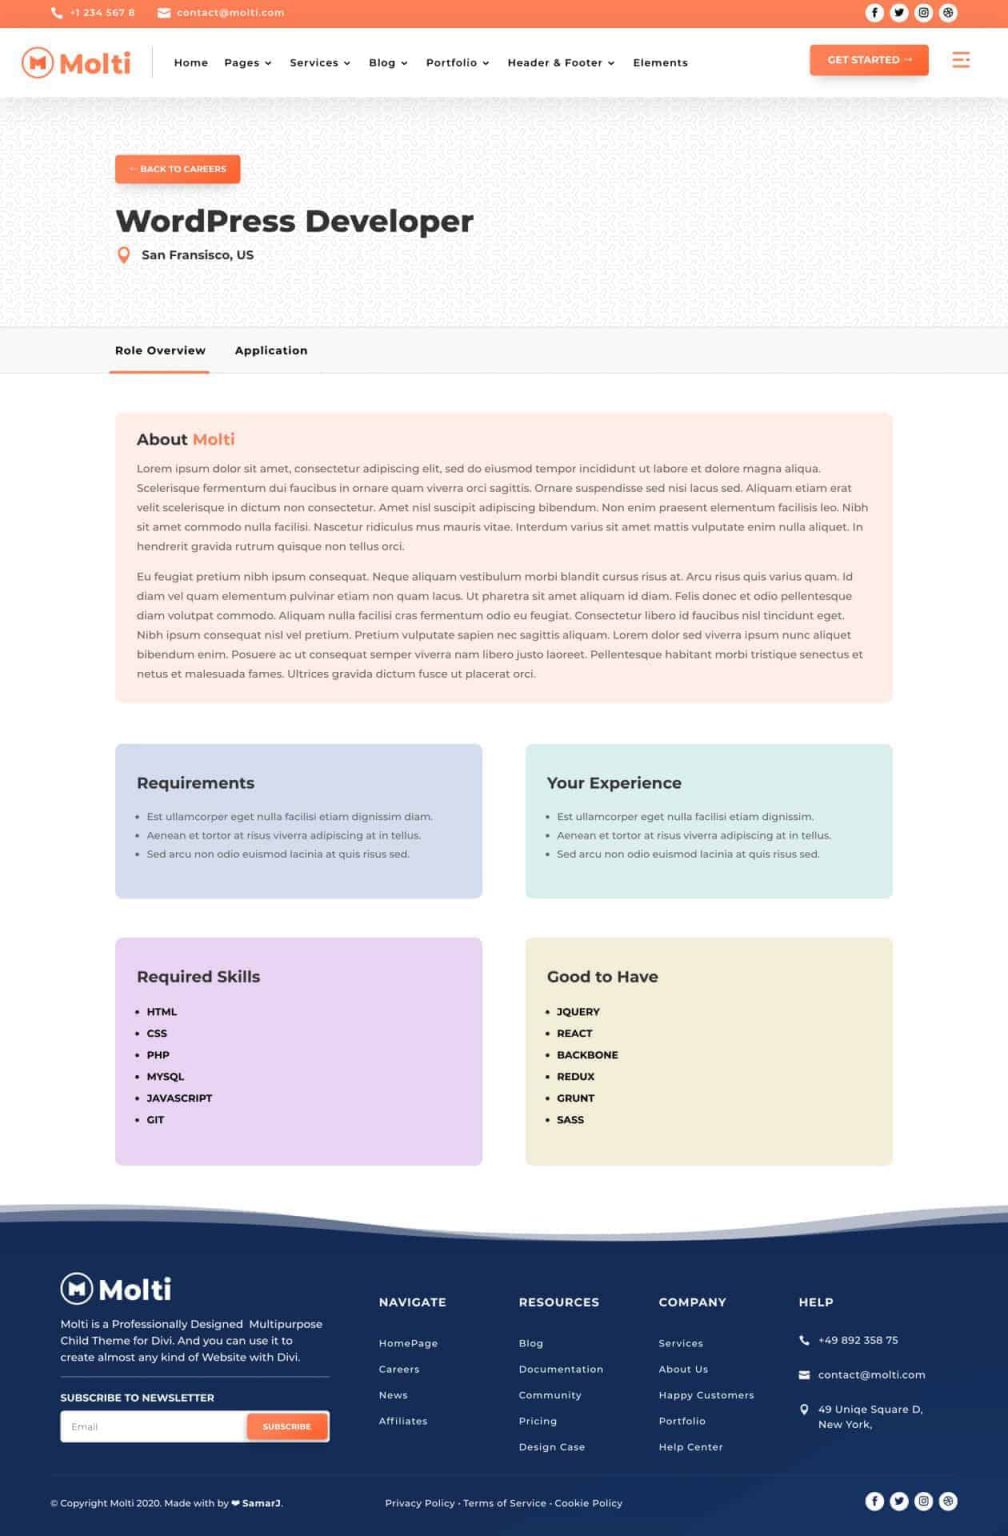 +1 234 567 8 contact@molti.com
Molti Home Pages Services Blog Portfolio Header & Footer Elements GET STARTED →
← BACK TO CAREERS
WordPress Developer
San Fransisco, US
Role Overview Application
About Molti
Lorem ipsum dolor sit amet, consectetur adipiscing elit, sed do eiusmod tempor incididunt ut labore et dolore magna aliqua.
Scelerisque fermentum dui faucibus in ornare quam viverra orci sagittis. Ornare suspendisse sed nisi lacus sed. Aliquam etiam erat
velit scelerisque in dictum non consectetur. Amet nisl suscipit adipiscing bibendum. Non enim praesent elementum facilisis leo. Nibh
sit amet commodo nulla facilisi. Nascetur ridiculus mus mauris vitae. Interdum varius sit amet mattis vulputate enim nulla aliquet. In
hendrerit gravida rutrum quisque non tellus orci.
Eu feugiat pretium nibh ipsum consequat. Neque aliquam vestibulum morbi blandit cursus risus at. Arcu risus quis varius quam. Id
diam vel quam elementum pulvinar etiam non quam lacus. Ut pharetra sit amet aliquam id diam. Felis donec et odio pellentesque
diam volutpat commodo. Aliquam nulla facilisi cras fermentum odio eu feugiat. Consectetur libero id faucibus nisl tincidunt eget.
Nibh ipsum consequat nisl vel pretium. Pretium vulputate sapien nec sagittis aliquam. Lorem dolor sed viverra ipsum nunc aliquet
bibendum enim. Posuere ac ut consequat semper viverra nam libero justo laoreet. Pellentesque habitant morbi tristique senectus et
netus et malesuada fames. Ultrices gravida dictum fusce ut placerat orci.
Requirements
• Est ullamcorper eget nulla facilisi etiam dignissim diam.
• Aenean et tortor at risus viverra adipiscing at in tellus.
• Sed arcu non odio euismod lacinia at quis risus sed.
Your Experience
• Est ullamcorper eget nulla facilisi etiam dignissim.
• Aenean et tortor at risus viverra adipiscing at in tellus.
• Sed arcu non odio euismod lacinia at quis risus sed.
Required Skills
• HTML
• CSS
• PHP
• MYSQL
• JAVASCRIPT
• GIT
Good to Have
• JQUERY
• REACT
• BACKBONE
• REDUX
• GRUNT
• SASS
Molti
Molti is a Professionally Designed Multipurpose
Child Theme for Divi. And you can use it to
create almost any kind of Website with Divi.
SUBSCRIBE TO NEWSLETTER
Email SUBSCRIBE
NAVIGATE
HomePage
Careers
News
Affiliates
RESOURCES
Blog
Documentation
Community
Pricing
Design Case
COMPANY
Services
About Us
Happy Customers
Portfolio
Help Center
HELP
+49 892 358 75
contact@molti.com
49 Uniqe Square D,
New York,
© Copyright Molti 2020. Made with by ❤ SamarJ.
Privacy Policy • Terms of Service • Cookie Policy